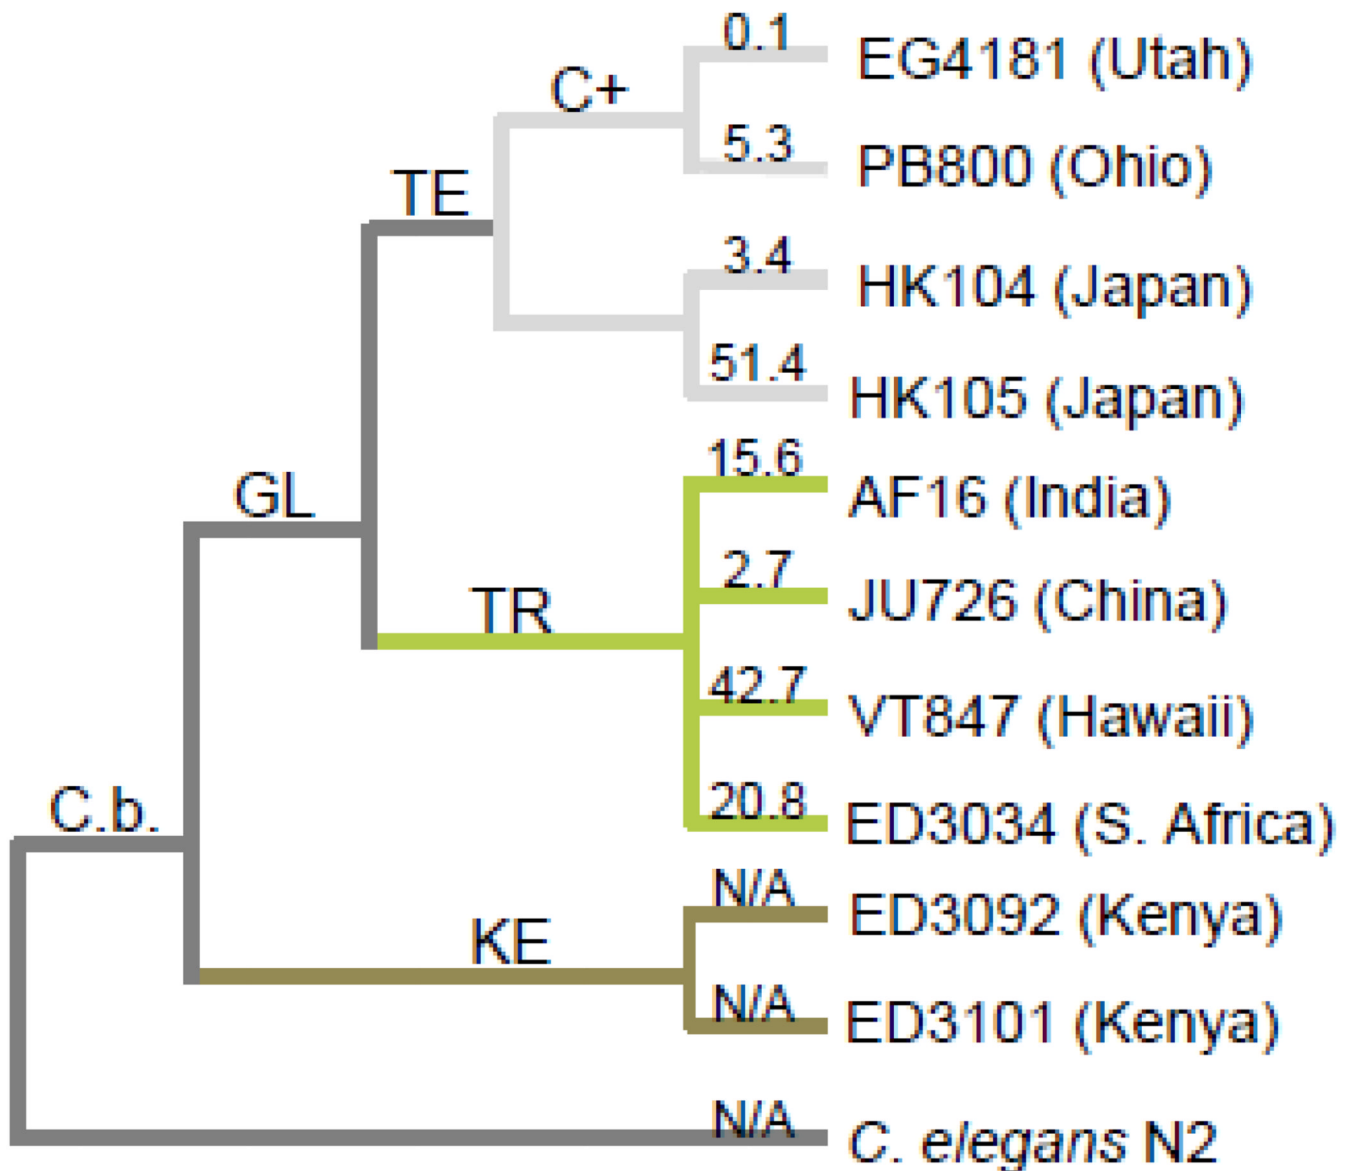 0.1
EG4181 (Utah)
C+
5.3
PB800 (Ohio)
TE
3.4
HK104 (Japan)
51.4
HK105 (Japan)
15.6
AF16 (India)
GL
2.7
JU726 (China)
TR
42.7
VT847 (Hawaii)
20.8
ED3034 (S. Africa)
C.b.
N/A
ED3092 (Kenya)
KE
N/A
ED3101 (Kenya)
N/A
C. elegans N2